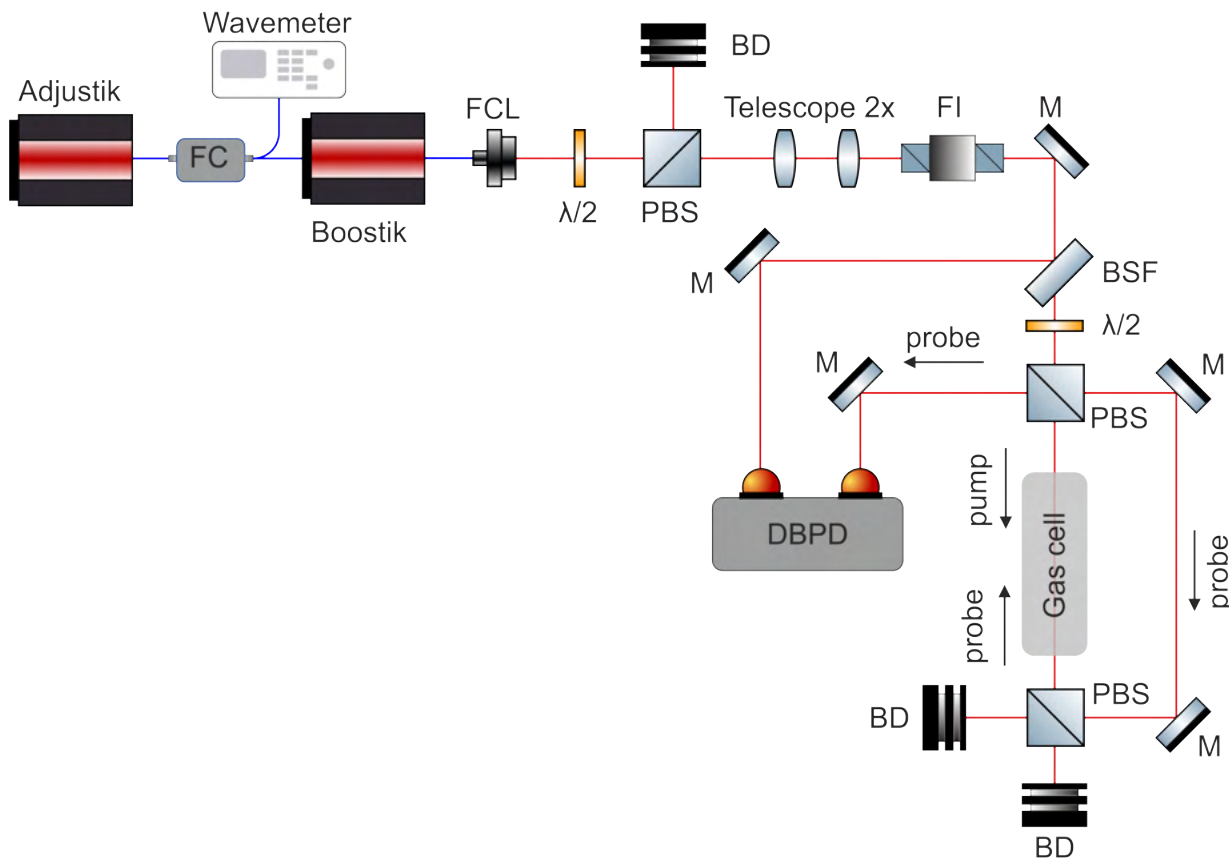 Wavemeter
BD
Adjustik
FCL
Telescope 2x
FI
M
FC
λ/2
PBS
Boostik
M
BSF
λ/2
probe
M
M
PBS
pump
Gas cell
DBPD
probe
probe
PBS
BD
M
BD